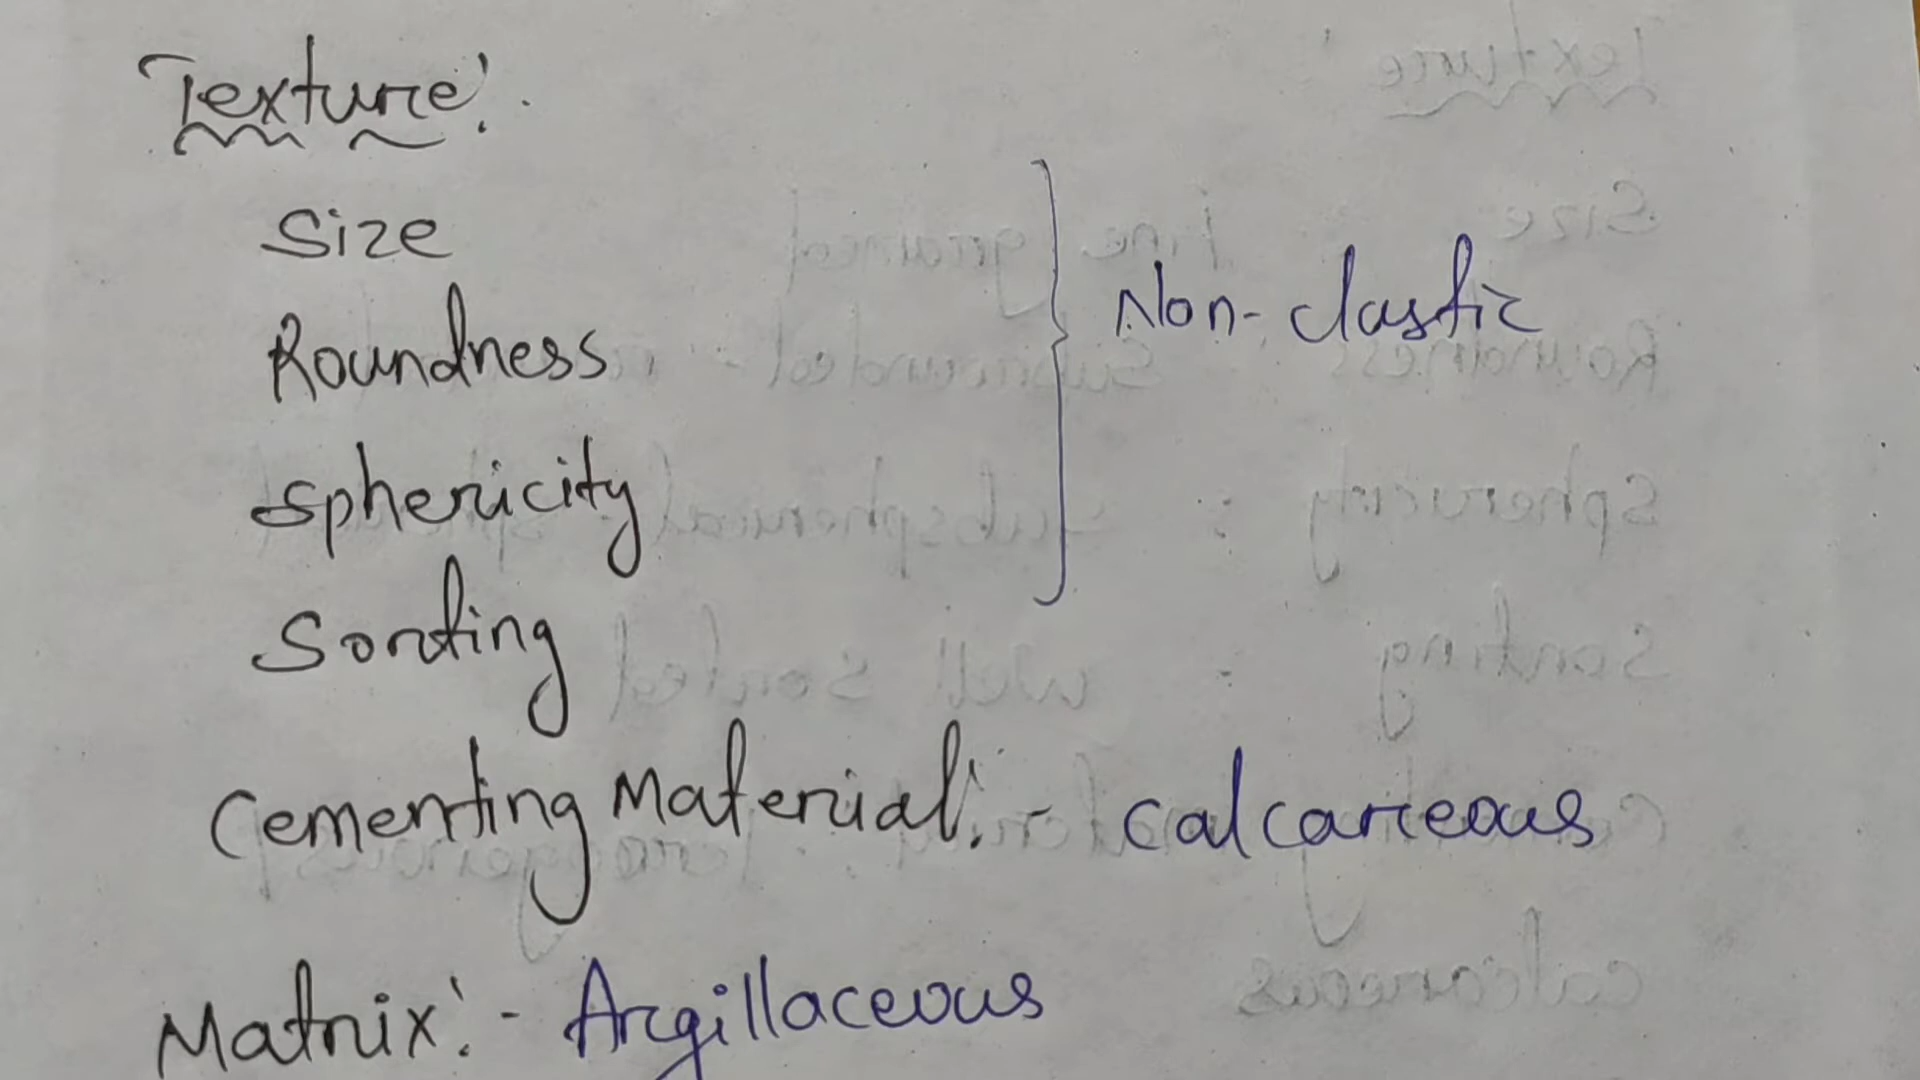 Texture:
Size
Roundness
Sphericity
Sorting
Non-clastic
Cementing Material:- Calcareous
Matrix:- Argillaceous